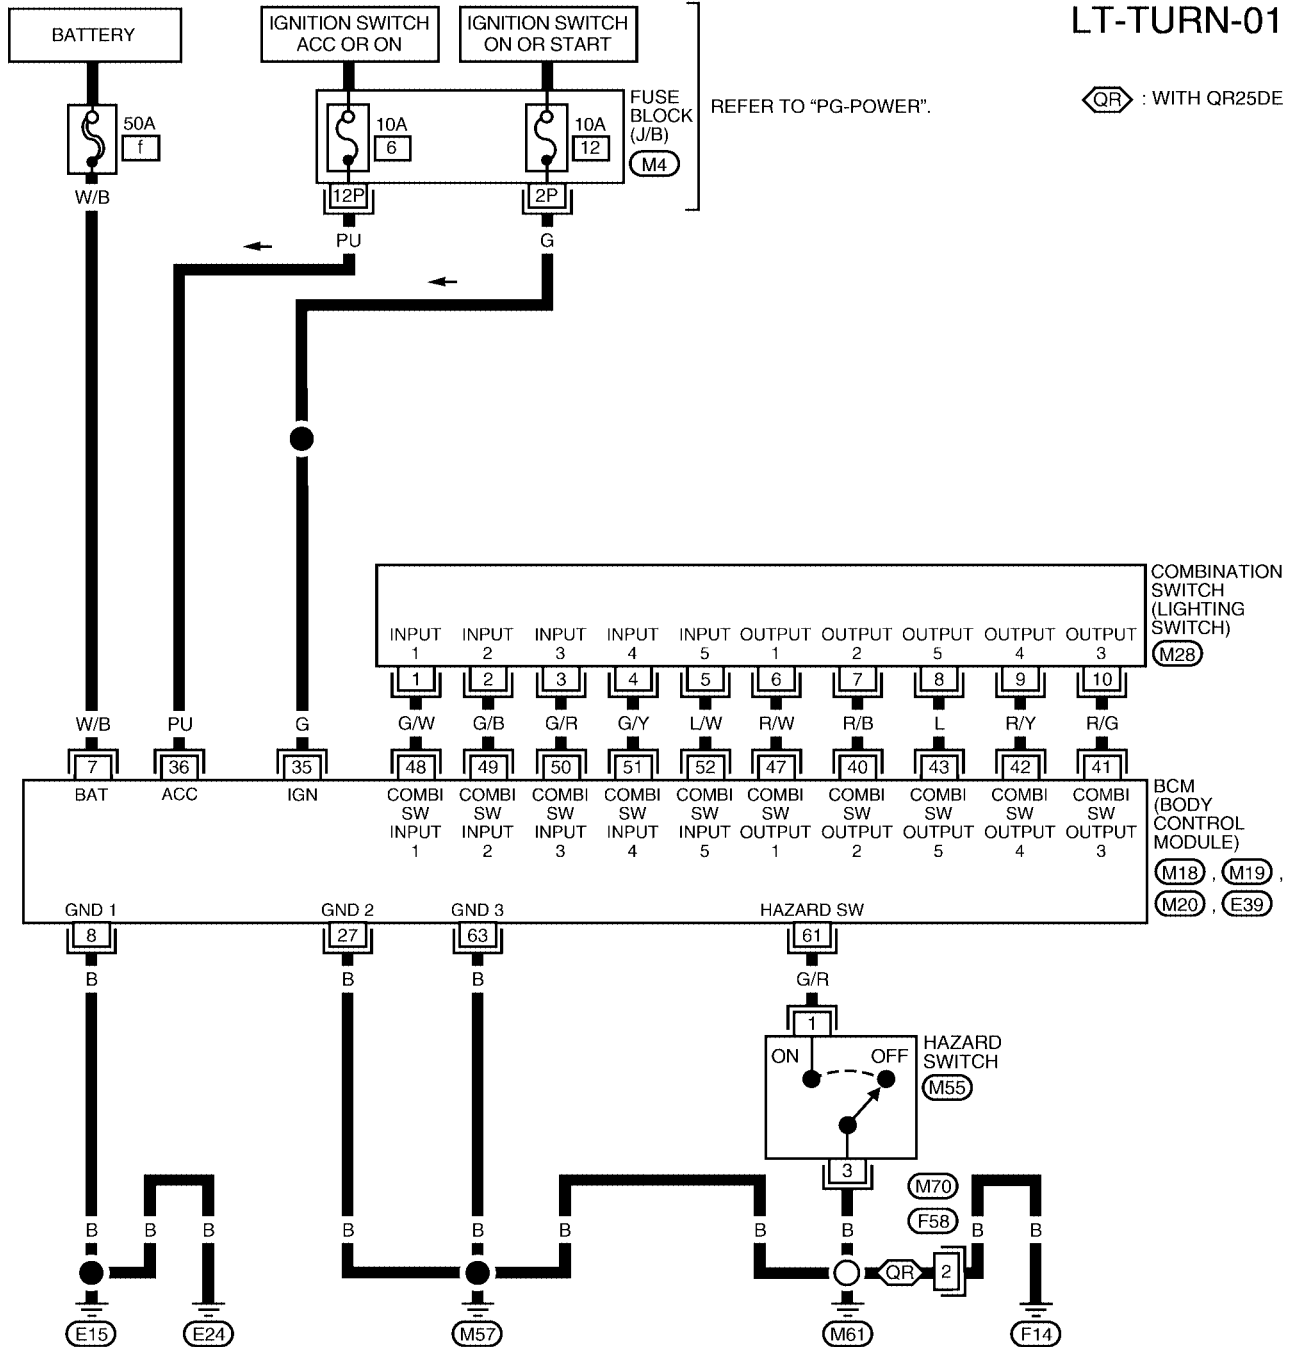 LT-TURN-01
BATTERY
IGNITION SWITCH
ACC OR ON
IGNITION SWITCH
ON OR START
QR : WITH QR25DE
REFER TO “PG-POWER”.
50A
f
10A
6
10A
12
FUSE
BLOCK
(J/B)
M4
12P
2P
W/B
PU
G
COMBINATION
SWITCH
(LIGHTING
SWITCH)
M28
INPUT INPUT INPUT INPUT INPUT OUTPUT OUTPUT OUTPUT OUTPUT OUTPUT
1 2 3 4 5 1 2 5 4 3
1 2 3 4 5 6 7 8 9 10
W/B PU G G/W G/B G/R G/Y L/W R/W R/B L R/Y R/G
7 36 35 48 49 50 51 52 47 40 43 42 41
BAT ACC IGN COMBI COMBI COMBI COMBI COMBI COMBI COMBI COMBI COMBI COMBI
SW SW SW SW SW SW SW SW SW SW
INPUT INPUT INPUT INPUT INPUT OUTPUT OUTPUT OUTPUT OUTPUT OUTPUT
1 2 3 4 5 1 2 5 4 3
BCM
(BODY
CONTROL
MODULE)
M18 , M19 ,
M20 , E39
GND 1 GND 2 GND 3 HAZARD SW
8 27 63 61
B B B G/R
1
ON OFF
HAZARD
SWITCH
M55
3
M70
F58
B B B B B B B B B B
QR 2
E15 E24 M57 M61 F14